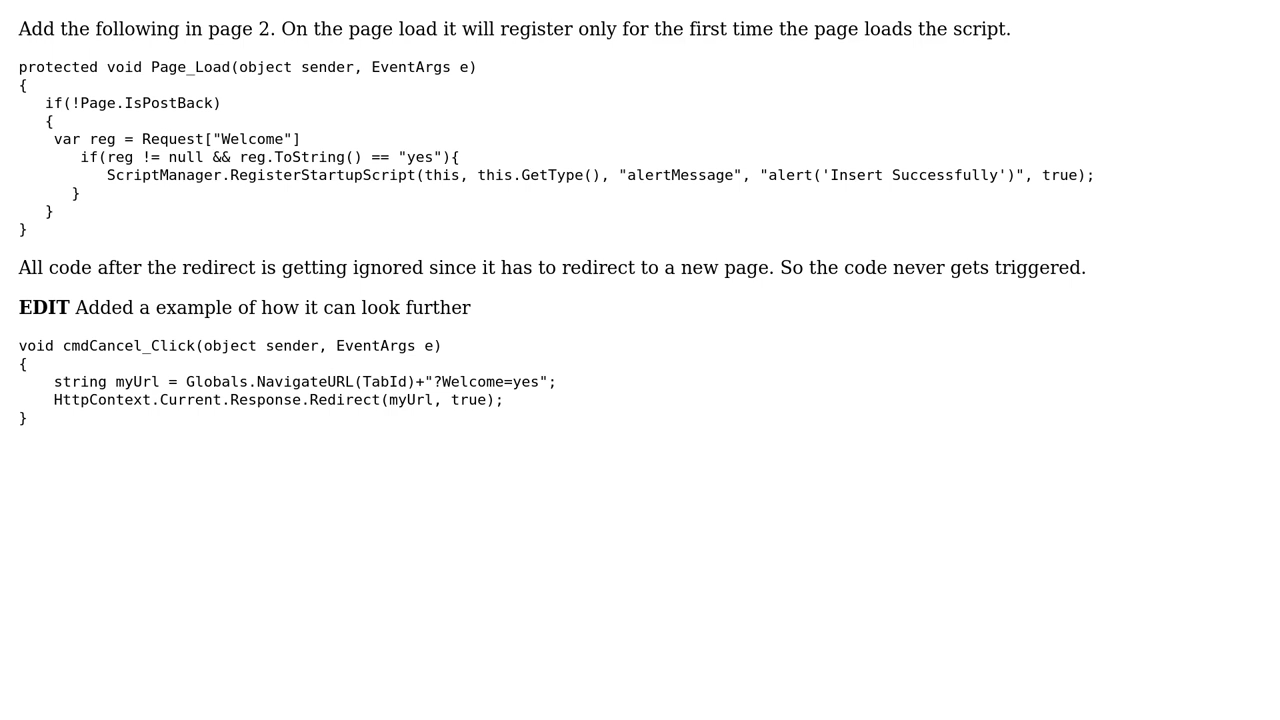 Add the following in page 2. On the page load it will register only for the first time the page loads the script.
protected void Page_Load(object sender, EventArgs e)
{
   if(!Page.IsPostBack)
   {
    var reg = Request["Welcome"]
       if(reg != null && reg.ToString() == "yes"){
          ScriptManager.RegisterStartupScript(this, this.GetType(), "alertMessage", "alert('Insert Successfully')", true);
      }
   }
}
All code after the redirect is getting ignored since it has to redirect to a new page. So the code never gets triggered.
EDIT Added a example of how it can look further
void cmdCancel_Click(object sender, EventArgs e)
{
    string myUrl = Globals.NavigateURL(TabId)+"?Welcome=yes";
    HttpContext.Current.Response.Redirect(myUrl, true);
}